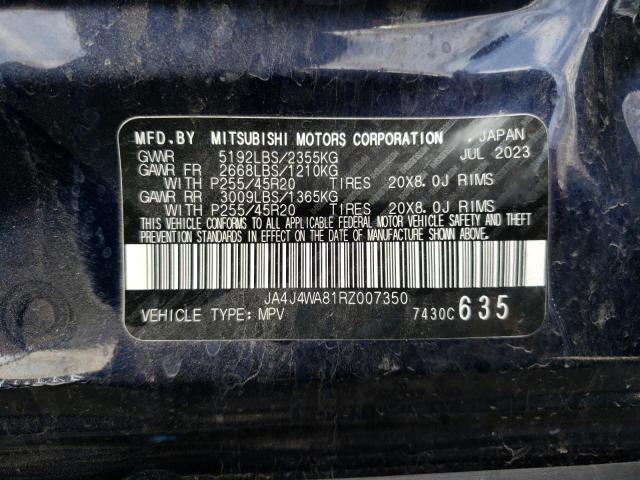 MFD.BY MITSUBISHI MOTORS CORPORATION , JAPAN
GVWR 5192LBS/2355KG JUL 2023
GAWR FR 2668LBS/1210KG
WITH P255/45R20 TIRES 20X8.0J RIMS
GAWR RR 3009LBS/1365KG
WITH P255/45R20 TIRES 20X8.0J RIMS
THIS VEHICLE CONFORMS TO ALL APPLICABLE FEDERAL MOTOR VEHICLE SAFETY AND THEFT
PREVENTION STANDARDS IN EFFECT ON THE DATE OF MANUFACTURE SHOWN ABOVE.
JA4J4WA81RZ007350
VEHICLE TYPE: MPV 7430C 635